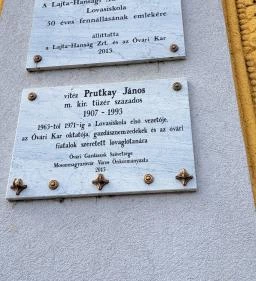 A Lajta-Hansági
Lovasiskola
50 éves fennállásának emlékére
állíttatta
a Lajta-Hanság Zrt. és az Óvári Kar
2013.
vitéz Prutkay János
m. kir. tüzér százados
1907 - 1993
1963-tól 1971-ig a Lovasiskola első vezetője,
az Óvári Kar oktatója, gazdásznemzedékek és az óvári
fiatalok szeretett lovaglótanára
Óvári Gazdászok Szövetsége
Mosonmagyaróvár Város Önkormányzata
2013